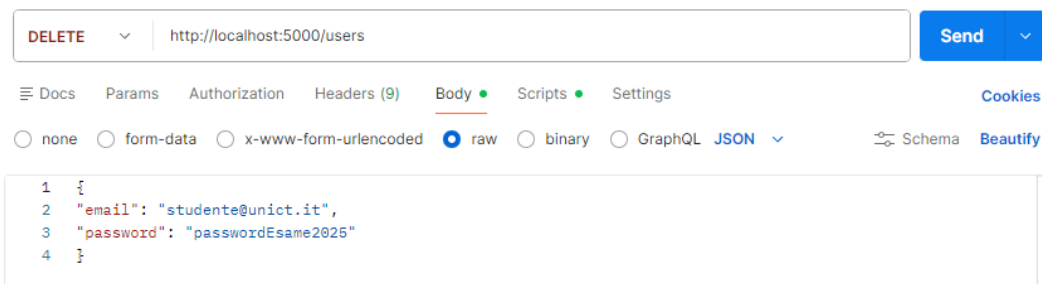 DELETE http://localhost:5000/users Send
Docs Params Authorization Headers (9) Body Scripts Settings Cookies
none form-data x-www-form-urlencoded raw binary GraphQL JSON Schema Beautify
1 {
2 "email": "studente@unict.it",
3 "password": "passwordEsame2025"
4 }